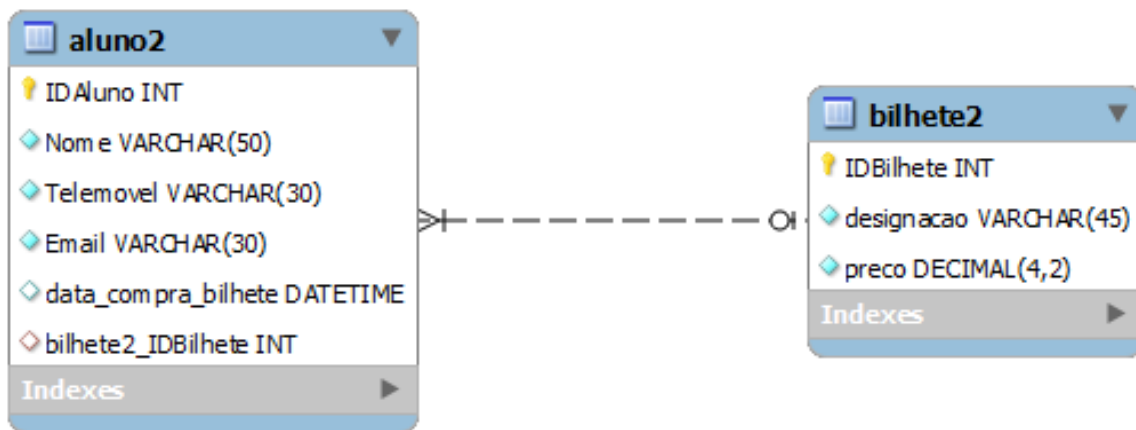 aluno2
IDAluno INT
Nome VARCHAR(50)
Telemovel VARCHAR(30)
Email VARCHAR(30)
data_compra_bilhete DATETIME
bilhete2_IDBilhete INT
Indexes
bilhete2
IDBilhete INT
designacao VARCHAR(45)
preco DECIMAL(4,2)
Indexes